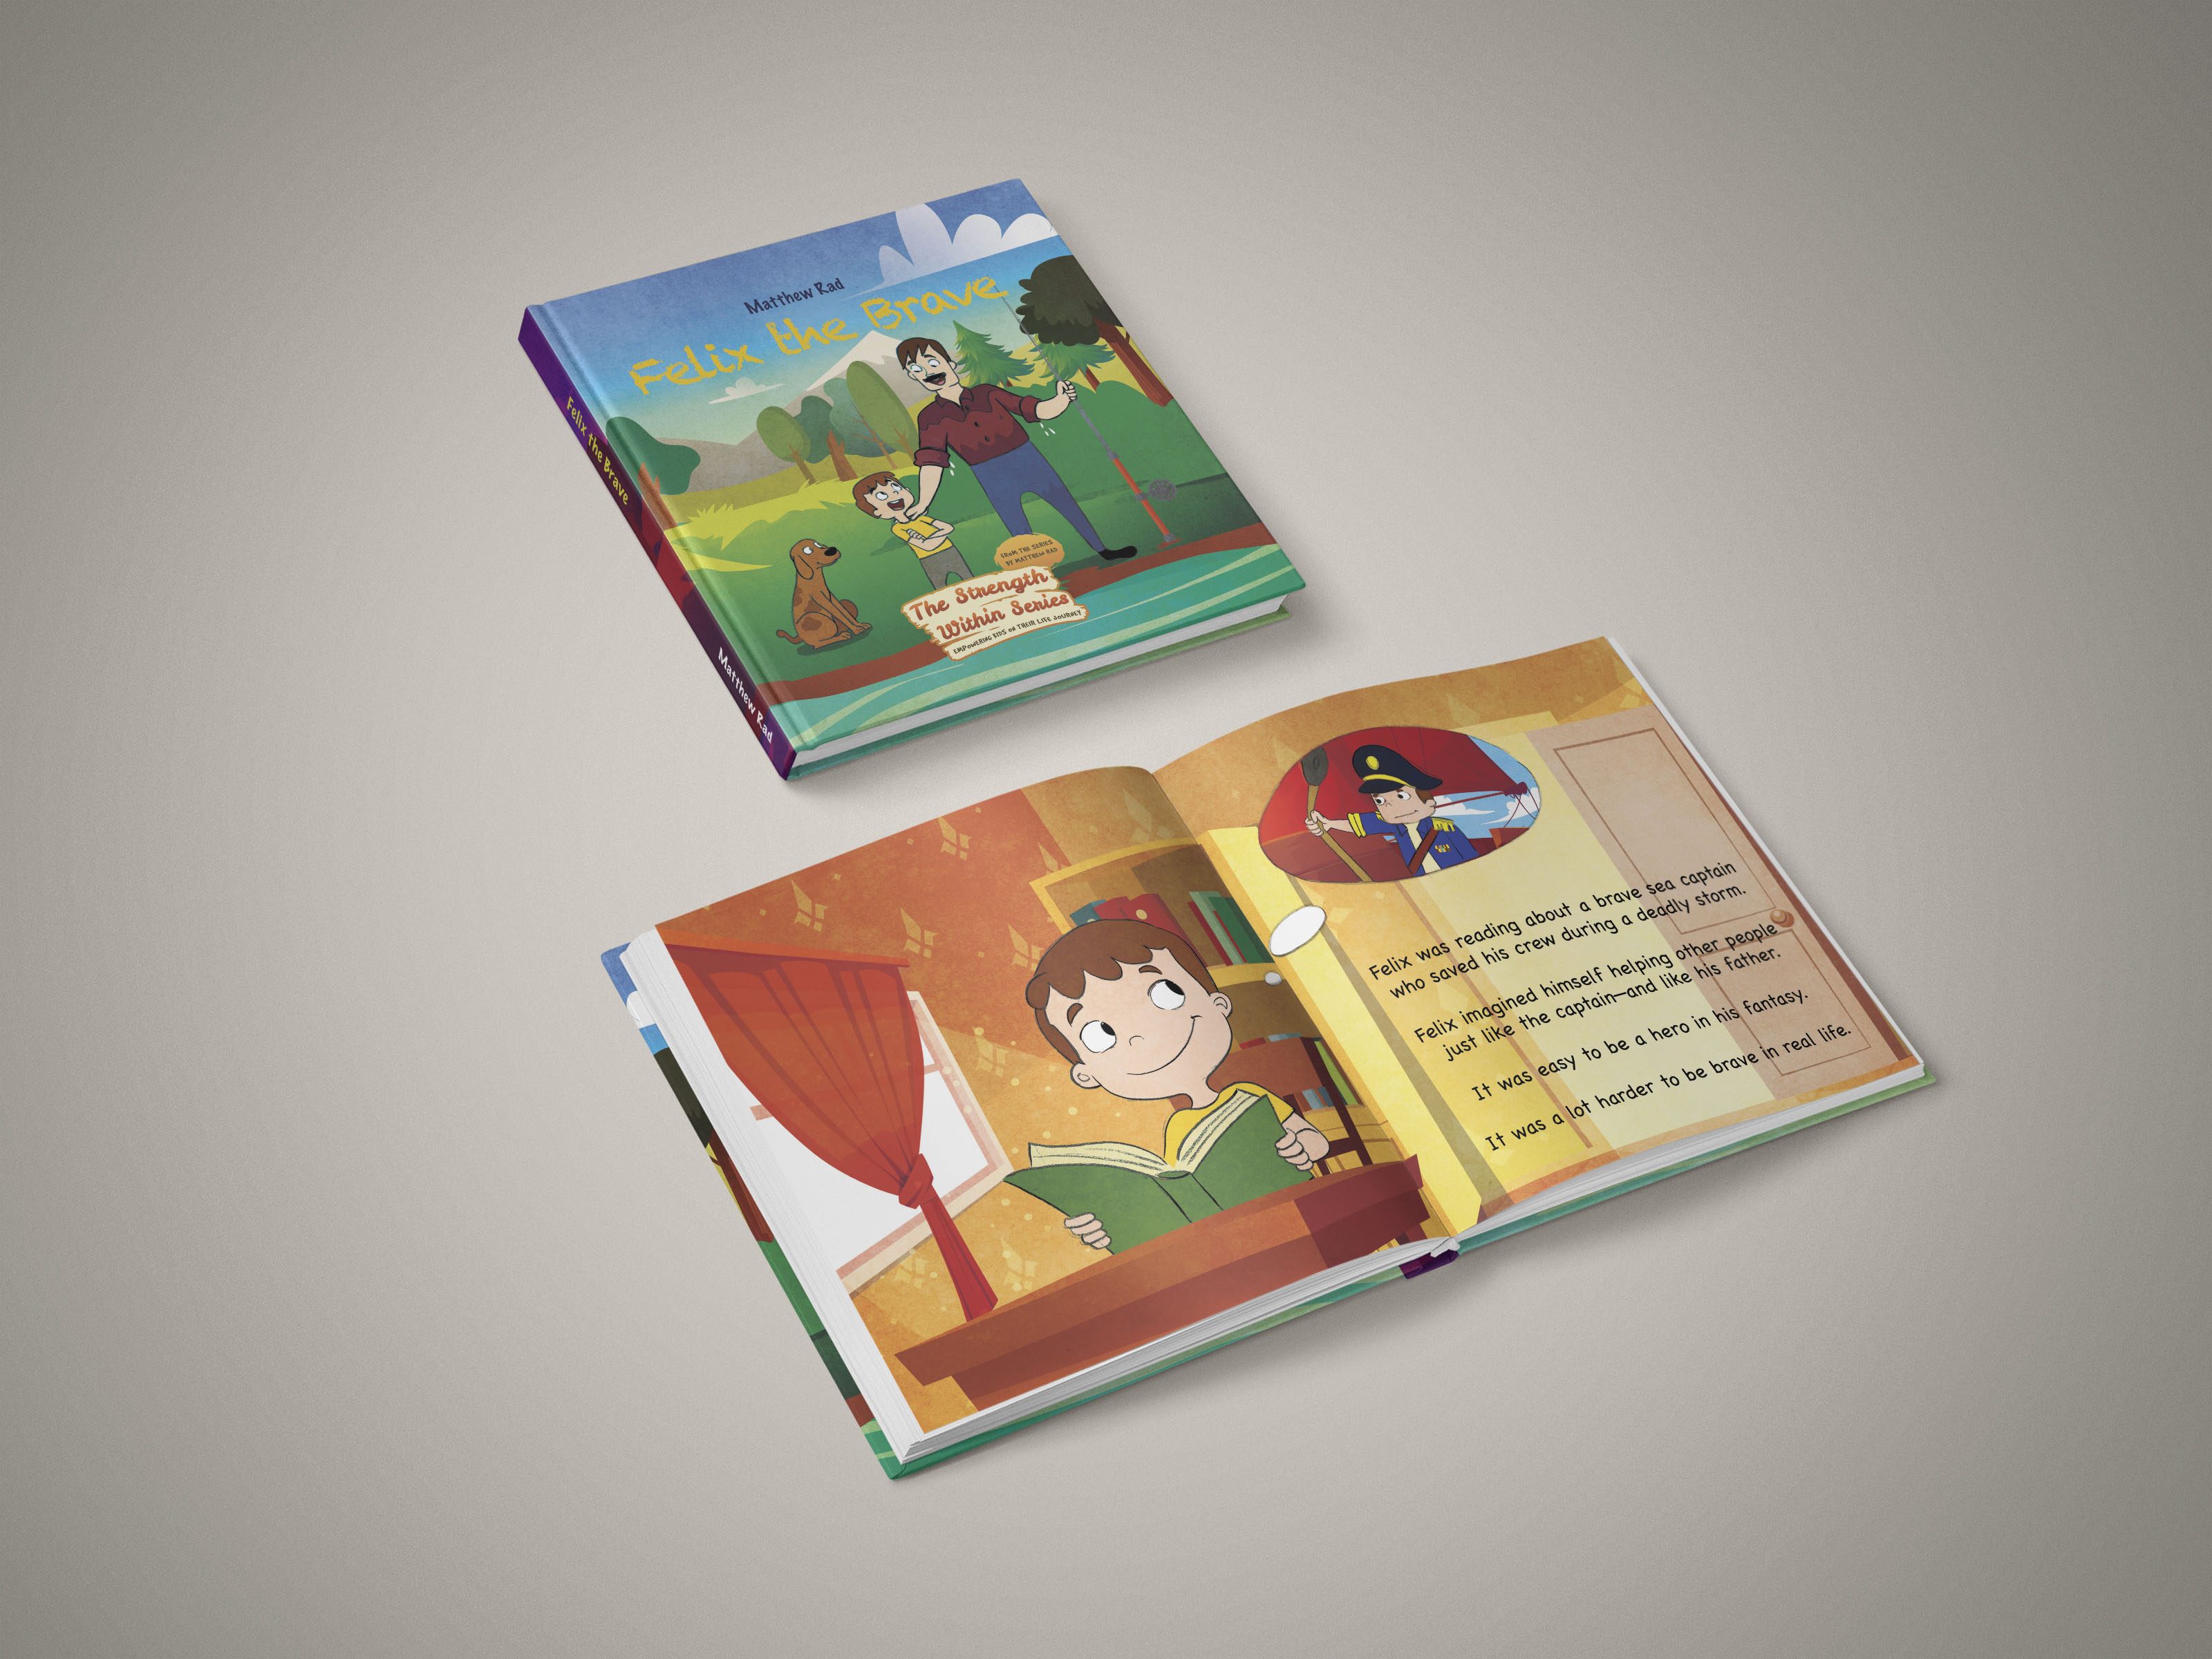 Matthew Rad
Felix the Brave
FROM THE SERIES
BY MATTHEW RAD
The Strength
Within Series
EMPOWERING KIDS ON THEIR LIFE JOURNEY
Felix the Brave
Matthew Rad
Felix was reading about a brave sea captain
who saved his crew during a deadly storm.
Felix imagined himself helping other people
just like the captain—and like his father.
It was easy to be a hero in his fantasy.
It was a lot harder to be brave in real life.